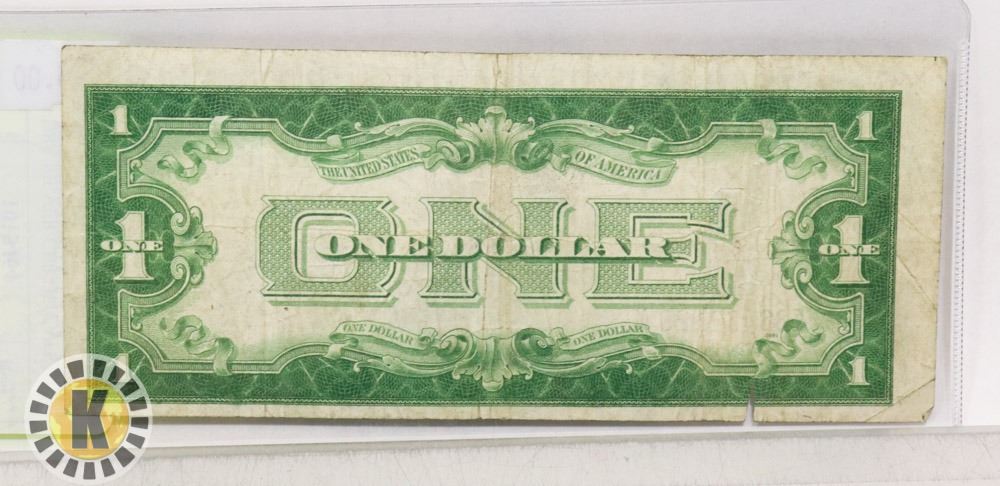 1 1
THE UNITED STATES OF AMERICA
ONE
ONE DOLLAR
1 ONE 1 ONE
ONE DOLLAR ONE DOLLAR
1 1
K